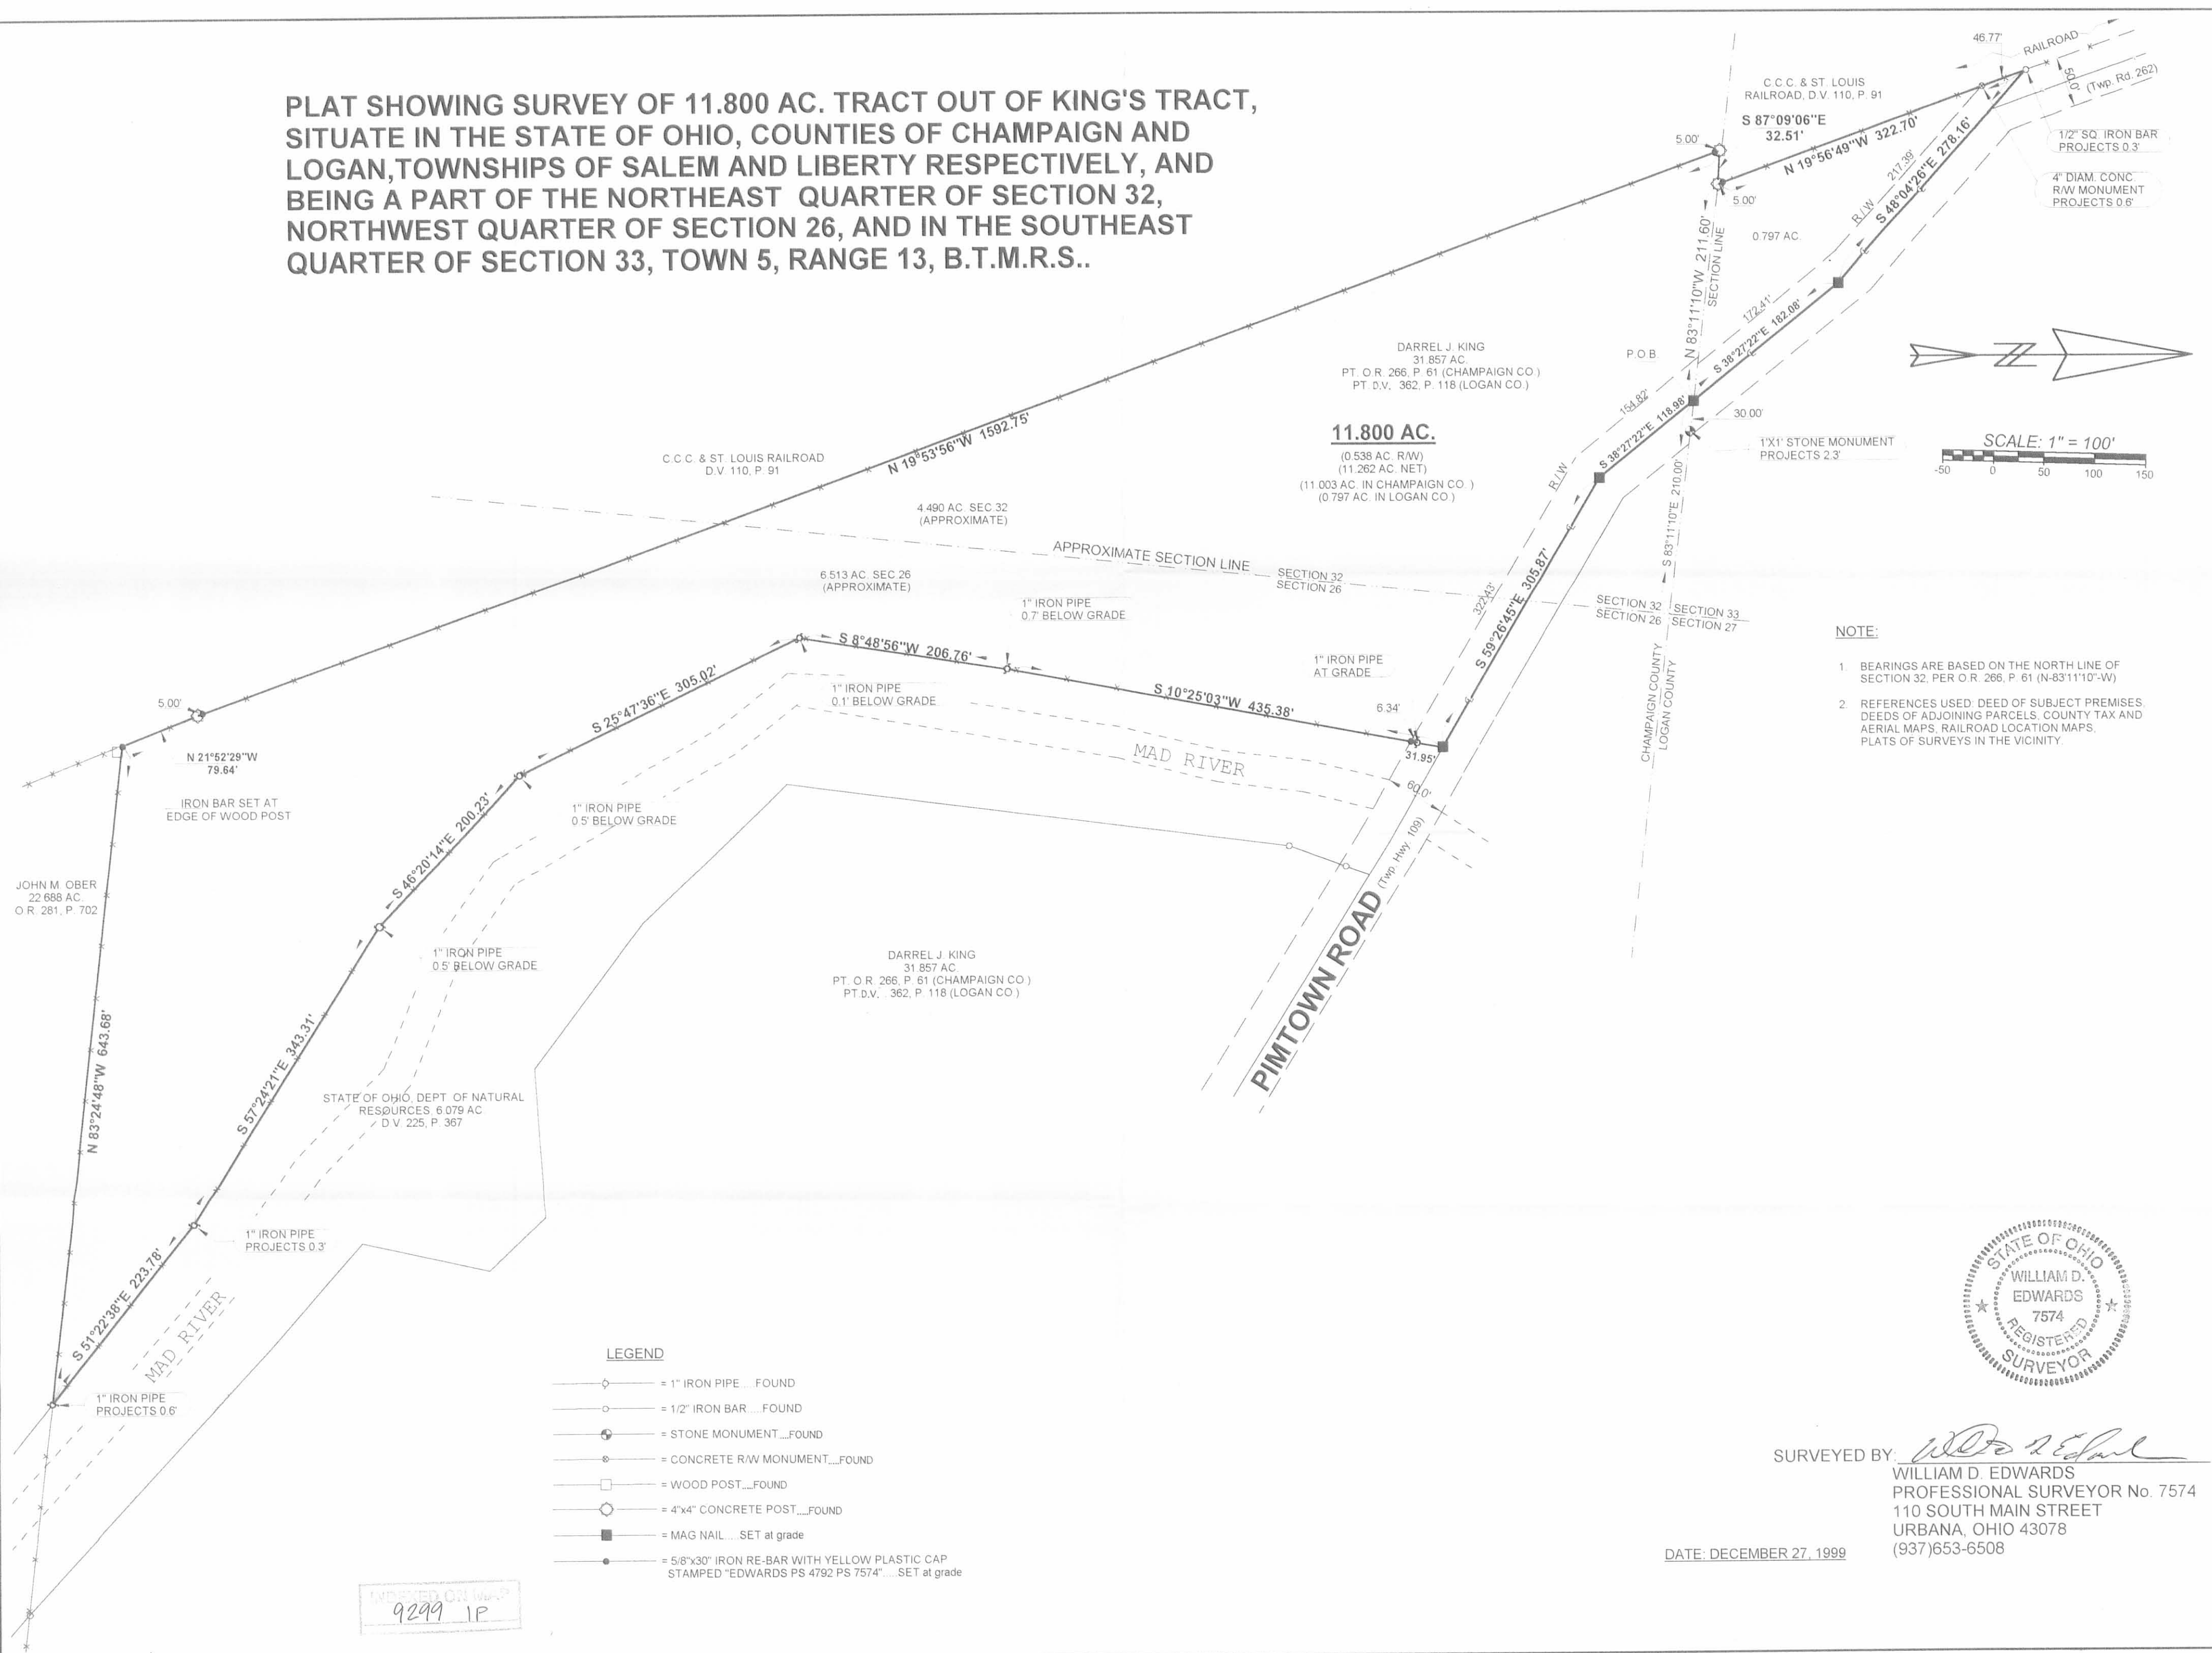 PLAT SHOWING SURVEY OF 11.800 AC. TRACT OUT OF KING'S TRACT,
SITUATE IN THE STATE OF OHIO, COUNTIES OF CHAMPAIGN AND
LOGAN,TOWNSHIPS OF SALEM AND LIBERTY RESPECTIVELY, AND
BEING A PART OF THE NORTHEAST QUARTER OF SECTION 32,
NORTHWEST QUARTER OF SECTION 26, AND IN THE SOUTHEAST
QUARTER OF SECTION 33, TOWN 5, RANGE 13, B.T.M.R.S..
46.77'
RAILROAD
50.0'
(Twp. Rd. 262)
C.C.C. & ST. LOUIS
RAILROAD, D.V. 110, P. 91
S 87°09'06"E
32.51'
5.00'
N 19°56'49"W 322.70'
5.00'
217.39'
R/W
S 48°04'26"E 278.16'
1/2" SQ. IRON BAR
PROJECTS 0.3'
4" DIAM. CONC.
R/W MONUMENT
PROJECTS 0.6'
0.797 AC.
N 83°11'10"W 211.60'
SECTION LINE
172.41'
S 38°27'22"E 182.08'
P.O.B.
DARREL J. KING
31.857 AC.
PT. O.R. 266, P. 61 (CHAMPAIGN CO.)
PT. D.V. 362, P. 118 (LOGAN CO.)
154.82'
S 38°27'22"E 118.98'
30.00'
1'X1' STONE MONUMENT
PROJECTS 2.3'
SCALE: 1" = 100'
-50 0 50 100 150
11.800 AC.
(0.538 AC. R/W)
(11.262 AC. NET)
(11.003 AC. IN CHAMPAIGN CO.)
(0.797 AC. IN LOGAN CO.)
R/W
S 83°11'10"E 210.00'
N 19°53'56"W 1592.75'
C.C.C. & ST. LOUIS RAILROAD
D.V. 110, P. 91
4.490 AC. SEC.32
(APPROXIMATE)
APPROXIMATE SECTION LINE
SECTION 32
SECTION 26
6.513 AC. SEC.26
(APPROXIMATE)
322.43'
S 59°26'45"E 305.87'
SECTION 32
SECTION 26
SECTION 33
SECTION 27
1" IRON PIPE
0.7' BELOW GRADE
S 8°48'56"W 206.76'
1" IRON PIPE
AT GRADE
S 10°25'03"W 435.38'
6.34'
31.95'
60.0'
1" IRON PIPE
0.1' BELOW GRADE
MAD RIVER
CHAMPAIGN COUNTY
LOGAN COUNTY
NOTE:
1. BEARINGS ARE BASED ON THE NORTH LINE OF
SECTION 32, PER O.R. 266, P. 61 (N-83°11'10"-W)
2. REFERENCES USED: DEED OF SUBJECT PREMISES,
DEEDS OF ADJOINING PARCELS, COUNTY TAX AND
AERIAL MAPS, RAILROAD LOCATION MAPS,
PLATS OF SURVEYS IN THE VICINITY.
5.00'
N 21°52'29"W
79.64'
IRON BAR SET AT
EDGE OF WOOD POST
S 25°47'36"E 305.02'
S 46°20'14"E 200.23'
1" IRON PIPE
0.5' BELOW GRADE
JOHN M. OBER
22.688 AC.
O.R. 281, P. 702
1" IRON PIPE
0.5' BELOW GRADE
DARREL J. KING
31.857 AC.
PT. O.R. 266, P. 61 (CHAMPAIGN CO.)
PT.D.V. 362, P. 118 (LOGAN CO.)
PIMTOWN ROAD (Twp. Hwy. 109)
N 83°24'48"W 643.68'
S 57°24'21"E 343.31'
STATE OF OHIO, DEPT. OF NATURAL
RESOURCES, 6.079 AC.
D.V. 225, P. 367
1" IRON PIPE
PROJECTS 0.3'
S 51°22'38"E 223.78'
MAD RIVER
1" IRON PIPE
PROJECTS 0.6'
LEGEND
= 1" IRON PIPE....FOUND
= 1/2" IRON BAR.....FOUND
= STONE MONUMENT....FOUND
= CONCRETE R/W MONUMENT.....FOUND
= WOOD POST.....FOUND
= 4"x4" CONCRETE POST.....FOUND
= MAG NAIL.... SET at grade
= 5/8"x30" IRON RE-BAR WITH YELLOW PLASTIC CAP
STAMPED "EDWARDS PS 4792 PS 7574".....SET at grade
INDEXED ON MAP
9299 1P
STATE OF OHIO
WILLIAM D.
EDWARDS
7574
REGISTERED
SURVEYOR
SURVEYED BY:
WILLIAM D. EDWARDS
PROFESSIONAL SURVEYOR No. 7574
110 SOUTH MAIN STREET
URBANA, OHIO 43078
(937)653-6508
DATE: DECEMBER 27, 1999